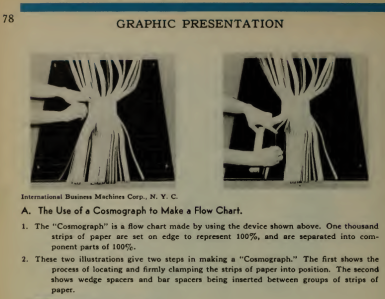 78
GRAPHIC PRESENTATION
International Business Machines Corp., N. Y. C.
A. The Use of a Cosmograph to Make a Flow Chart.
1. The "Cosmograph" is a flow chart made by using the device shown above. One thousand
strips of paper are set on edge to represent 100%, and are separated into com-
ponent parts of 100%.
2. These two illustrations give two steps in making a "Cosmograph." The first shows the
process of locating and firmly clamping the strips of paper into position. The second
shows wedge spacers and bar spacers being inserted between groups of strips of
paper.